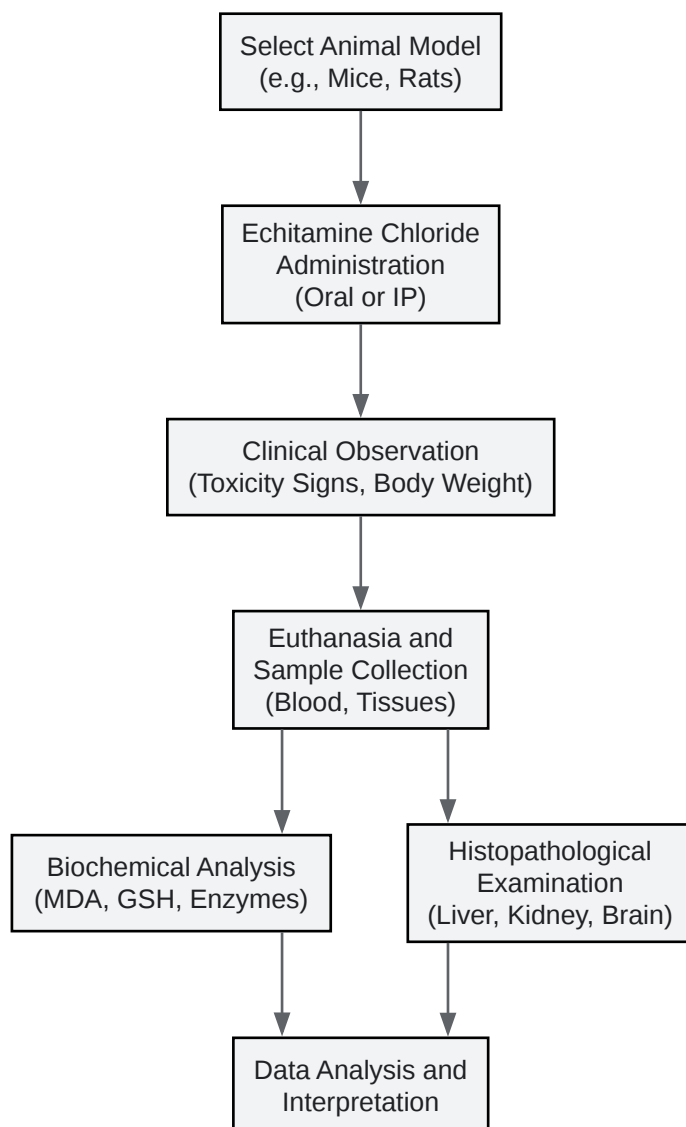 Select Animal Model
(e.g., Mice, Rats)
Echitamine Chloride
Administration
(Oral or IP)
Clinical Observation
(Toxicity Signs, Body Weight)
Euthanasia and
Sample Collection
(Blood, Tissues)
Biochemical Analysis
(MDA, GSH, Enzymes)
Histopathological
Examination
(Liver, Kidney, Brain)
Data Analysis and
Interpretation